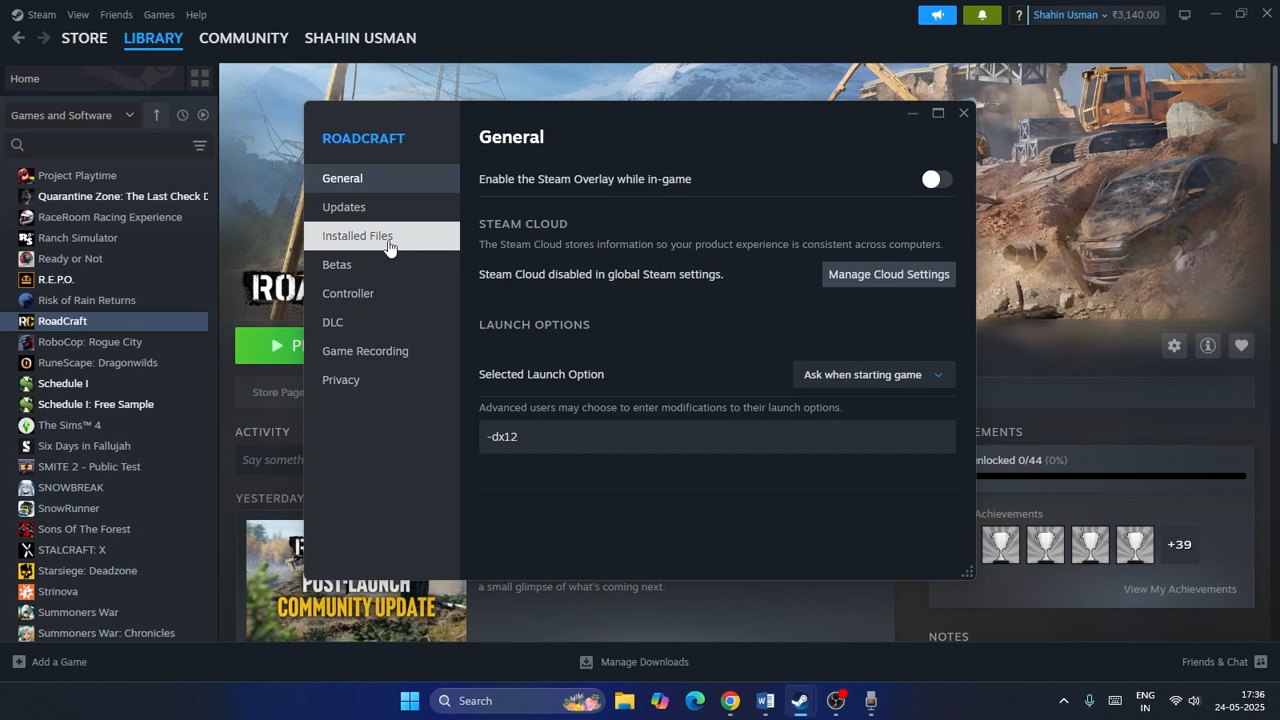 Steam View Friends Games Help
? Shahin Usman ₹3,140.00
STORE LIBRARY COMMUNITY SHAHIN USMAN
Home
Games and Software
Project Playtime
Quarantine Zone: The Last Check D
RaceRoom Racing Experience
Ranch Simulator
Ready or Not
R.E.P.O.
Risk of Rain Returns
RoadCraft
RoboCop: Rogue City
RuneScape: Dragonwilds
Schedule I
Schedule I: Free Sample
The Sims™ 4
Six Days in Fallujah
SMITE 2 - Public Test
SNOWBREAK
SnowRunner
Sons Of The Forest
STALCRAFT: X
Starsiege: Deadzone
Strinova
Summoners War
Summoners War: Chronicles
ROADCRAFT
General
Updates
Installed Files
Betas
Controller
DLC
Game Recording
Privacy
General
Enable the Steam Overlay while in-game
STEAM CLOUD
The Steam Cloud stores information so your product experience is consistent across computers.
Steam Cloud disabled in global Steam settings.
Manage Cloud Settings
LAUNCH OPTIONS
Selected Launch Option
Ask when starting game
Advanced users may choose to enter modifications to their launch options.
-dx12
RO
P
Store Page
ACTIVITY
Say someth
YESTERDAY
POST-LAUNCH
COMMUNITY UPDATE
a small glimpse of what's coming next.
EMENTS
nlocked 0/44 (0%)
Achievements
+39
View My Achievements
NOTES
Add a Game
Manage Downloads
Friends & Chat
Search
ENG
IN
17:36
24-05-2025